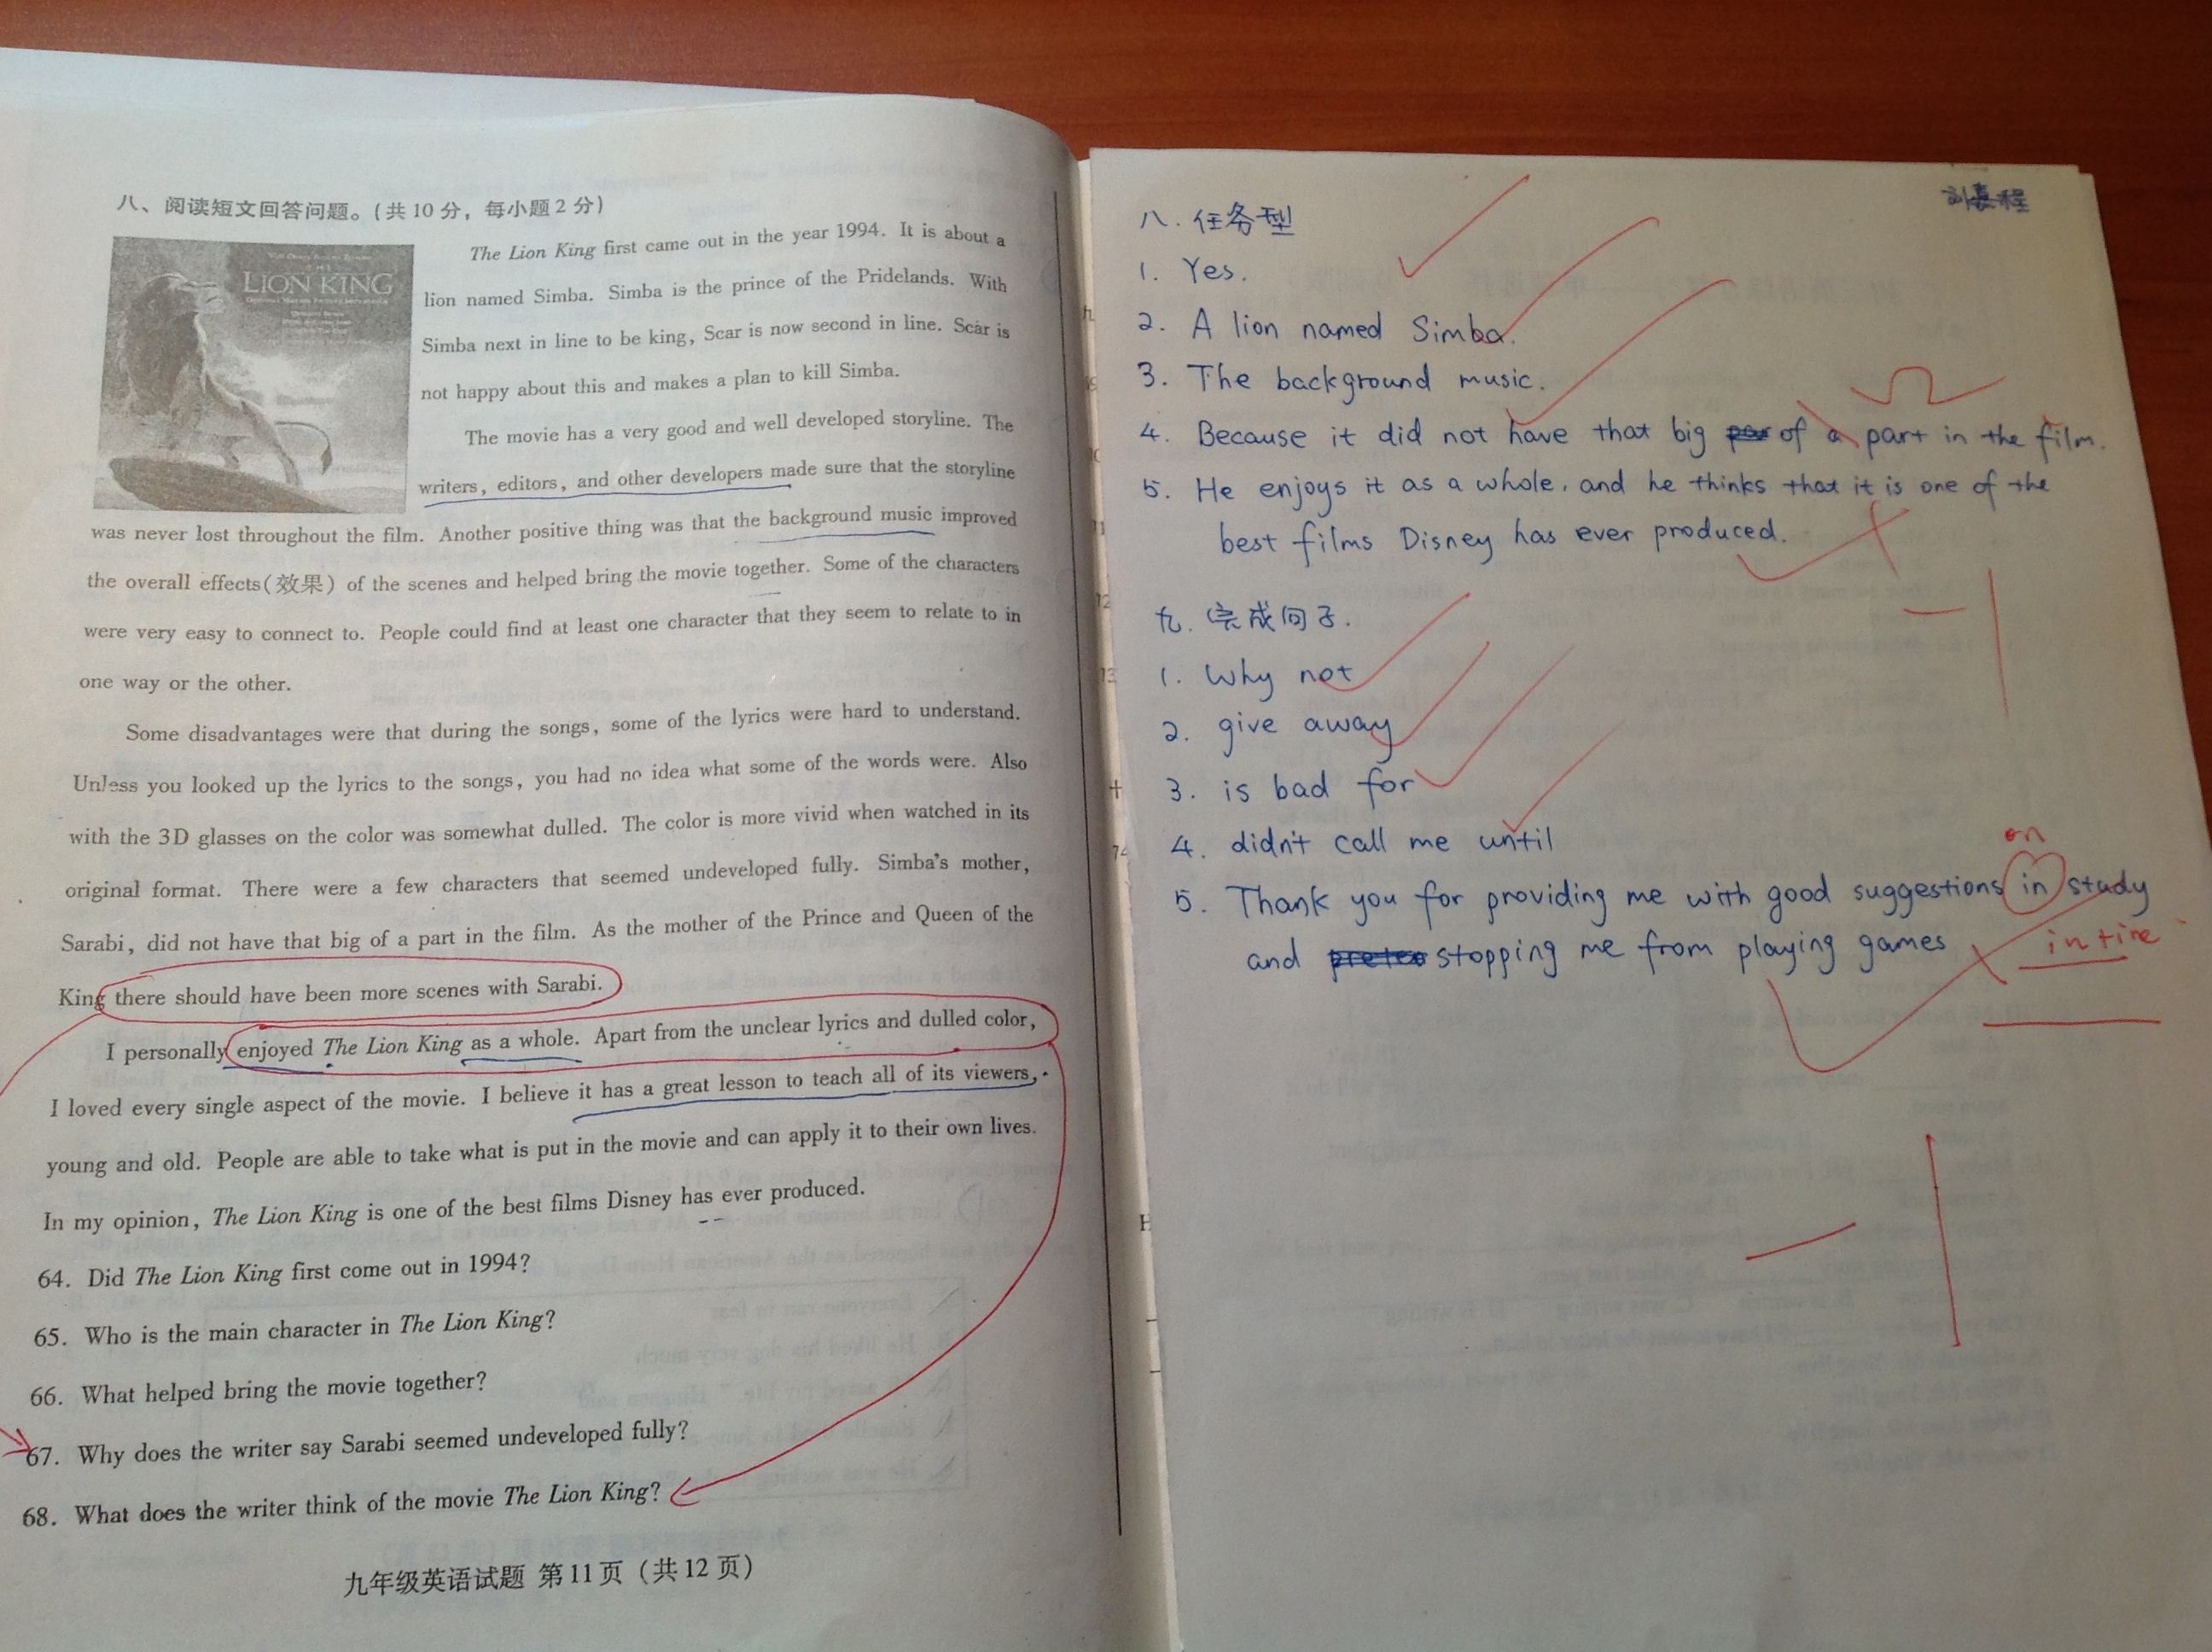 八、阅读短文回答问题。(共10分，每小题2分)
LION KING
The Lion King first came out in the year 1994. It is about a
lion named Simba. Simba is the prince of the Pridelands. With
Simba next in line to be king, Scar is now second in line. Scar is
not happy about this and makes a plan to kill Simba.
The movie has a very good and well developed storyline. The
writers, editors, and other developers made sure that the storyline
was never lost throughout the film. Another positive thing was that the background music improved
the overall effects(效果) of the scenes and helped bring the movie together. Some of the characters
were very easy to connect to. People could find at least one character that they seem to relate to in
one way or the other.
Some disadvantages were that during the songs, some of the lyrics were hard to understand.
Unless you looked up the lyrics to the songs, you had no idea what some of the words were. Also
with the 3D glasses on the color was somewhat dulled. The color is more vivid when watched in its
original format. There were a few characters that seemed undeveloped fully. Simba's mother,
Sarabi, did not have that big of a part in the film. As the mother of the Prince and Queen of the
King there should have been more scenes with Sarabi.
I personally enjoyed The Lion King as a whole. Apart from the unclear lyrics and dulled color,
I loved every single aspect of the movie. I believe it has a great lesson to teach all of its viewers,
young and old. People are able to take what is put in the movie and can apply it to their own lives.
In my opinion, The Lion King is one of the best films Disney has ever produced.
64. Did The Lion King first come out in 1994?
65. Who is the main character in The Lion King?
66. What helped bring the movie together?
67. Why does the writer say Sarabi seemed undeveloped fully?
68. What does the writer think of the movie The Lion King?
九年级英语试题 第11页（共12页）
八. 任务型
1. Yes.
2. A lion named Simba.
3. The background music.
4. Because it did not have that big of a part in the film.
5. He enjoys it as a whole, and he thinks that it is one of the
best films Disney has ever produced.
-1
九. 完成句子.
1. Why not
2. give away
3. is bad for
4. didn't call me until
on
5. Thank you for providing me with good suggestions in study
and stopping me from playing games
in time
-1